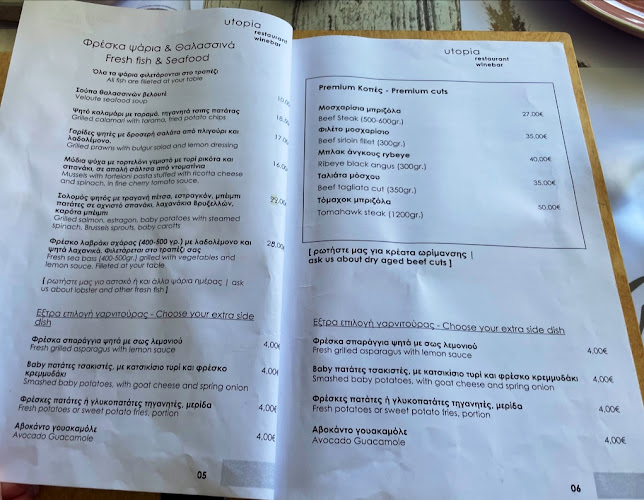 utopia
restaurant
winebar
Φρέσκα ψάρια & Θαλασσινά
Fresh fish & Seafood
Όλα τα ψάρια φιλετάρονται στο τραπέζι
All fish are filleted at your table
Σούπα θαλασσινών βελουτέ 10,00
Veloute seafood soup
Ψητό καλαμάρι με ταραμά, τηγανητά τσιπς πατάτας
Grilled calamari with tarama, fried potato chips
Γαρίδες ψητές με δροσερή σαλάτα από πλιγούρι και
λαδολέμονο.
Grilled prawns with bulgur salad and lemon dressing
Μύδια ψύχα με τορτελόνι γεμιστό με τυρί ρικότα και 16,00
σπανάκι, σε απαλή σάλτσα από ντοματίνια
Mussels with tortelloni pasta stuffed with ricotta cheese
and spinach, in fine cherry tomato sauce.
Σολομός ψητός με τραγανή πέτσα, εστραγκόν, μπέιμπι
πατάτες σε αχνιστό σπανάκι, λαχανάκια Βρυξελλών,
καρότα μπέιμπι
Grilled salmon, estragon, baby potatoes with steamed
spinach, Brussels sprouts, baby carotts
Φρέσκο λαβράκι σχάρας (400-500 γρ.) με λαδολέμονο και 28,00
ψητά λαχανικά. Φιλετάρεται στο τραπέζι σας
Fresh sea bass (400-500gr.) grilled with vegetables and
lemon sauce. Filleted at your table.
[ ρωτήστε μας για αστακό ή και άλλα ψάρια ημέρας | ask
us about lobster and other fresh fish ]
Εξτρα επιλογή γαρνιτούρας - Choose your extra side
dish
Φρέσκα σπαράγγια ψητά με σως λεμονιού 4,00€
Fresh grilled asparagus with lemon sauce
Baby πατάτες τσακιστές, με κατσικίσιο τυρί και φρέσκο 4,00€
κρεμμυδάκι
Smashed baby potatoes, with goat cheese and spring onion
Φρέσκες πατάτες ή γλυκοπατάτες τηγανητές, μερίδα 4,00€
Fresh potatoes or sweet potato fries, portion
Αβοκάντο γουακαμόλε 4,00€
Avocado Guacamole
05
utopia
restaurant
winebar
Premium Κοπές - Premium cuts
Μοσχαρίσια μπριζόλα 27,00€
Beef Steak (500-600gr.)
Φιλέτο μοσχαρίσιο 35,00€
Beef sirloin fillet (300gr.)
Μπλακ άνγκους rybeye 40,00€
Ribeye black angus (300gr.)
Ταλιάτα μόσχου 35,00€
Beef tagliata cut (350gr.)
Τόμαχοκ μπριζόλα 50,00€
Tomahawk steak (1200gr.)
[ ρωτήστε μας για κρέατα ωρίμανσης |
ask us about dry aged beef cuts ]
Εξτρα επιλογή γαρνιτούρας - Choose your extra side dish
Φρέσκα σπαράγγια ψητά με σως λεμονιού 4,00€
Fresh grilled asparagus with lemon sauce
Baby πατάτες τσακιστές, με κατσικίσιο τυρί και φρέσκο κρεμμυδάκι 4,00€
Smashed baby potatoes, with goat cheese and spring onion
Φρέσκες πατάτες ή γλυκοπατάτες τηγανητές, μερίδα 4,00€
Fresh potatoes or sweet potato fries, portion
Αβοκάντο γουακαμόλε 4,00€
Avocado Guacamole
06